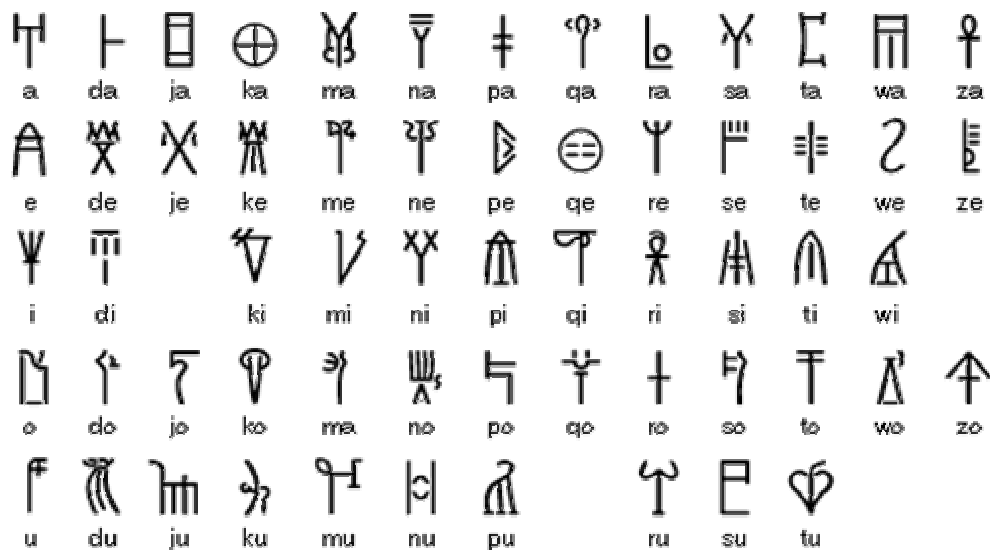 𐀀 𐀅 𐀊 𐀏 𐀔 𐀙 𐀞 𐀣 𐀨 𐀭 𐀲 𐀷 𐀼
a da ja ka ma na pa qa ra sa ta wa za
𐀁 𐀆 𐀋 𐀐 𐀕 𐀚 𐀟 𐀤 𐀩 𐀮 𐀳 𐀸 𐀽
e de je ke me ne pe qe re se te we ze
𐀂 𐀇 𐀑 𐀖 𐀛 𐀠 𐀥 𐀪 𐀯 𐀴 𐀹
i di ki mi ni pi qi ri si ti wi
𐀃 𐀈 𐀍 𐀒 𐀗 𐀜 𐀡 𐀦 𐀫 𐀰 𐀵 𐀺 𐀿
o do jo ko ma no po qo ro so to wo zo
𐀄 𐀉 𐀎 𐀓 𐀘 𐀝 𐀢 𐀬 𐀱 𐀶
u du ju ku mu nu pu ru su tu